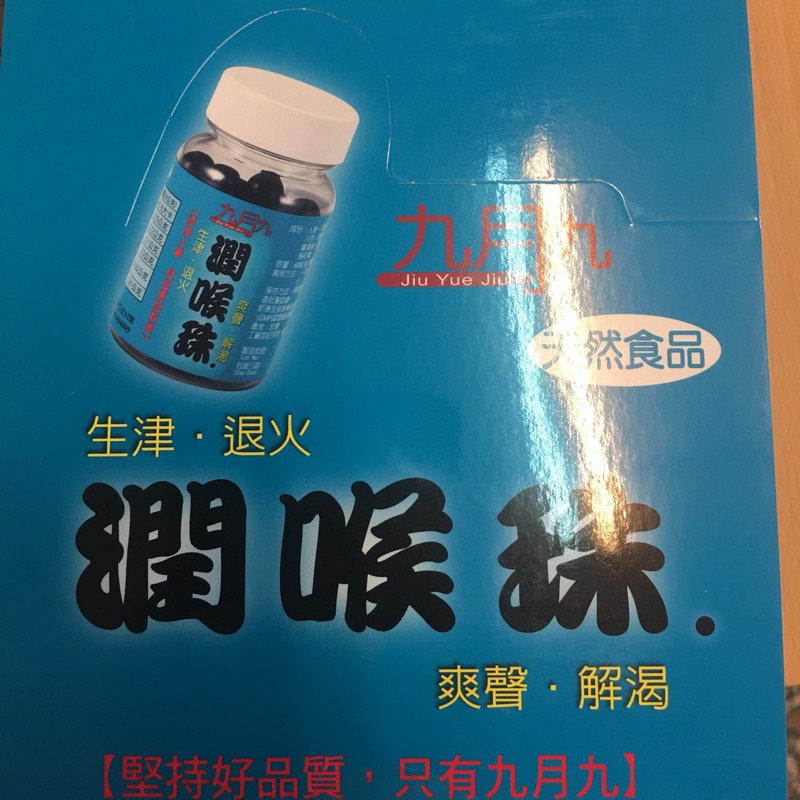 九月九
生津．退火
潤喉珠
爽聲．解渴
九月九
Jiu Yue Jiu
天然食品
生津．退火
潤喉珠．
爽聲．解渴
【堅持好品質，只有九月九】